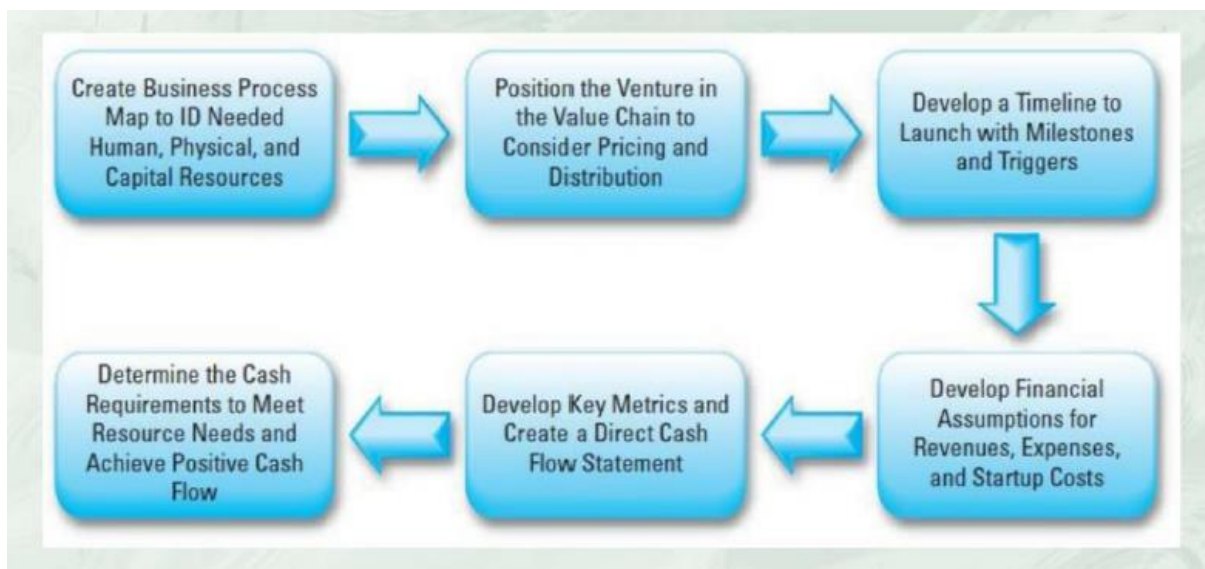 Create Business Process
Map to ID Needed
Human, Physical, and
Capital Resources
Position the Venture in
the Value Chain to
Consider Pricing and
Distribution
Develop a Timeline to
Launch with Milestones
and Triggers
Develop Financial
Assumptions for
Revenues, Expenses,
and Startup Costs
Develop Key Metrics and
Create a Direct Cash
Flow Statement
Determine the Cash
Requirements to Meet
Resource Needs and
Achieve Positive Cash
Flow